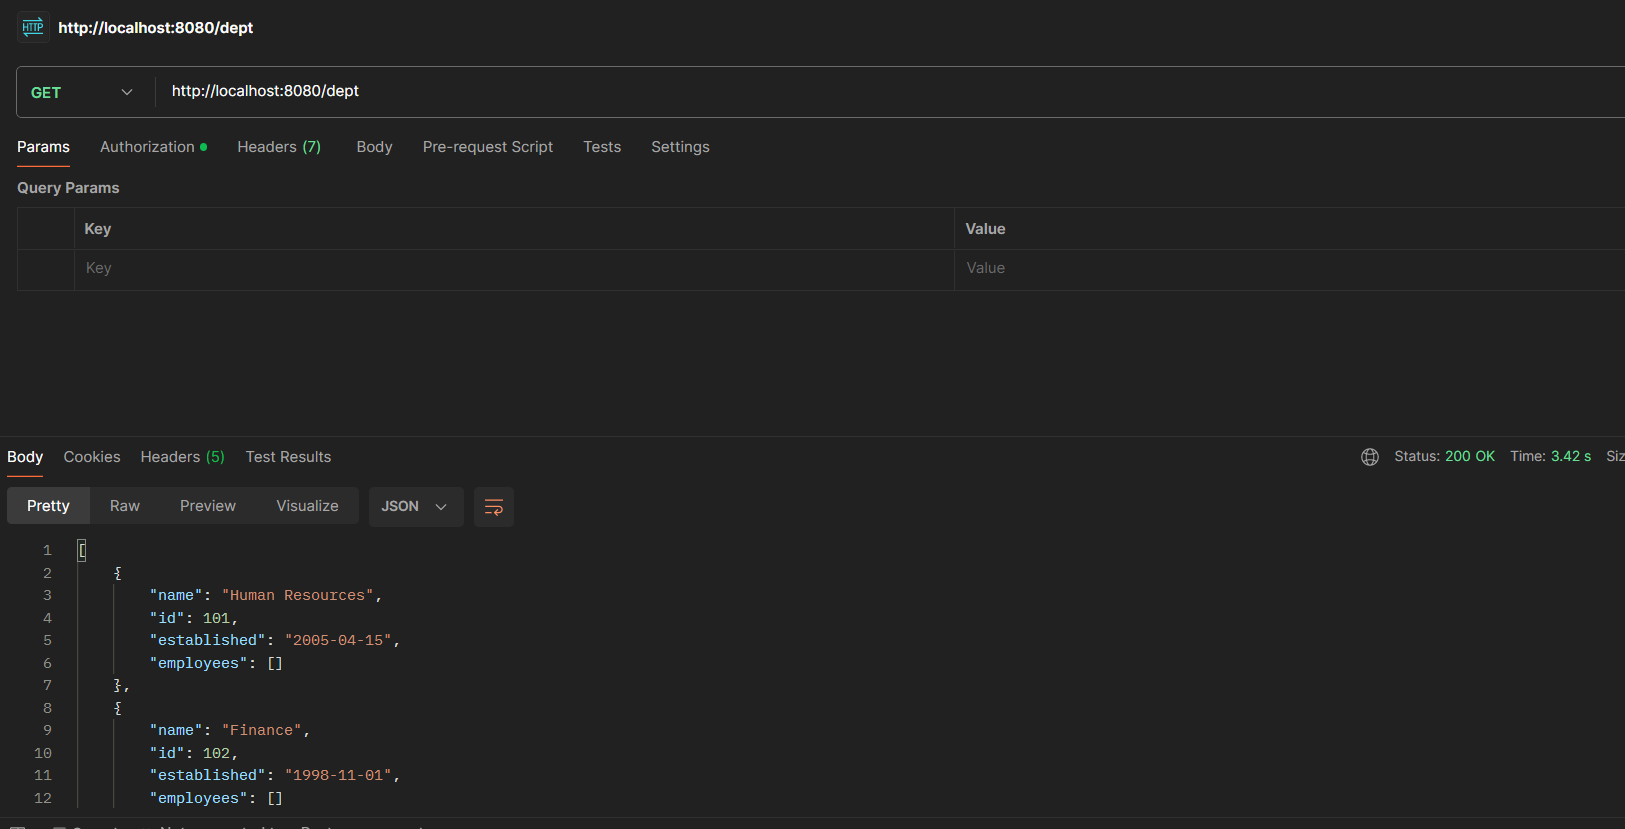 HTTP http://localhost:8080/dept
GET http://localhost:8080/dept
Params Authorization Headers (7) Body Pre-request Script Tests Settings
Query Params
Key Value
Key Value
Body Cookies Headers (5) Test Results Status: 200 OK Time: 3.42 s Siz
Pretty Raw Preview Visualize JSON
1 [
2 {
3 "name": "Human Resources",
4 "id": 101,
5 "established": "2005-04-15",
6 "employees": []
7 },
8 {
9 "name": "Finance",
10 "id": 102,
11 "established": "1998-11-01",
12 "employees": []